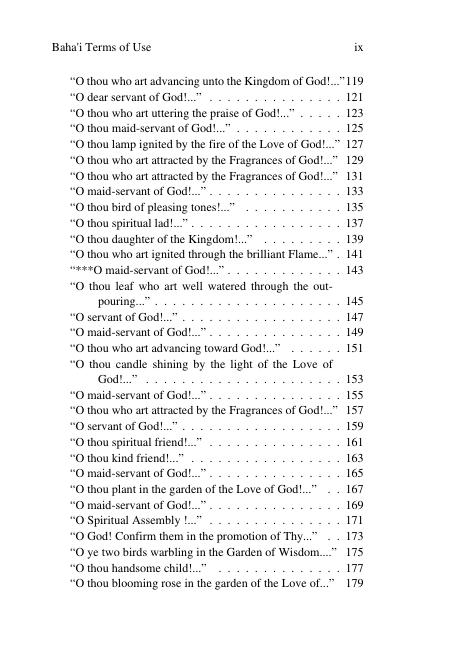 Baha'i Terms of Use ix
“O thou who art advancing unto the Kingdom of God!...” 119
“O dear servant of God!...” . . . . . . . . . . . . . . . 121
“O thou who art uttering the praise of God!...” . . . . . 123
“O thou maid-servant of God!...” . . . . . . . . . . . . 125
“O thou lamp ignited by the fire of the Love of God!...” 127
“O thou who art attracted by the Fragrances of God!...” 129
“O thou who art attracted by the Fragrances of God!...” 131
“O maid-servant of God!...” . . . . . . . . . . . . . . . 133
“O thou bird of pleasing tones!...” . . . . . . . . . . . 135
“O thou spiritual lad!...” . . . . . . . . . . . . . . . . . 137
“O thou daughter of the Kingdom!...” . . . . . . . . . 139
“O thou who art ignited through the brilliant Flame...” . 141
“***O maid-servant of God!...” . . . . . . . . . . . . . 143
“O thou leaf who art well watered through the out-
pouring...” . . . . . . . . . . . . . . . . . . . . . . . 145
“O servant of God!...” . . . . . . . . . . . . . . . . . . 147
“O maid-servant of God!...” . . . . . . . . . . . . . . . 149
“O thou who art advancing toward God!...” . . . . . . 151
“O thou candle shining by the light of the Love of
God!...” . . . . . . . . . . . . . . . . . . . . . . . . 153
“O maid-servant of God!...” . . . . . . . . . . . . . . . 155
“O thou who art attracted by the Fragrances of God!...” 157
“O servant of God!...” . . . . . . . . . . . . . . . . . . 159
“O thou spiritual friend!...” . . . . . . . . . . . . . . . 161
“O thou kind friend!...” . . . . . . . . . . . . . . . . . 163
“O maid-servant of God!...” . . . . . . . . . . . . . . . 165
“O thou plant in the garden of the Love of God!...” . . 167
“O maid-servant of God!...” . . . . . . . . . . . . . . . 169
“O Spiritual Assembly !...” . . . . . . . . . . . . . . . 171
“O God! Confirm them in the promotion of Thy...” . . 173
“O ye two birds warbling in the Garden of Wisdom....” 175
“O thou handsome child!...” . . . . . . . . . . . . . . 177
“O thou blooming rose in the garden of the Love of...” 179